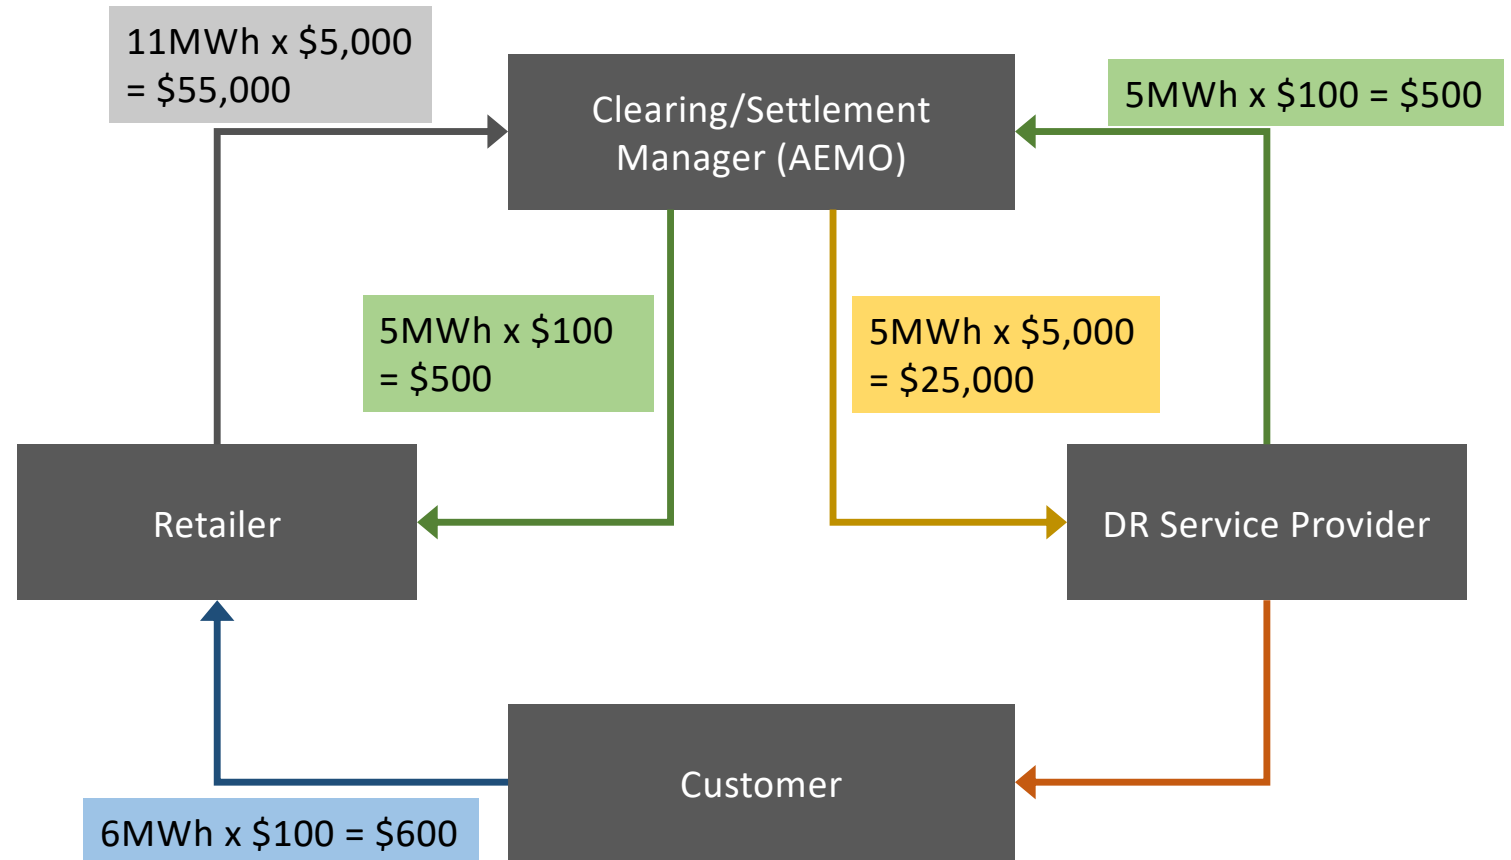 11MWh x $5,000
= $55,000
Clearing/Settlement
Manager (AEMO)
5MWh x $100 = $500
5MWh x $100
= $500
5MWh x $5,000
= $25,000
Retailer
DR Service Provider
Customer
6MWh x $100 = $600